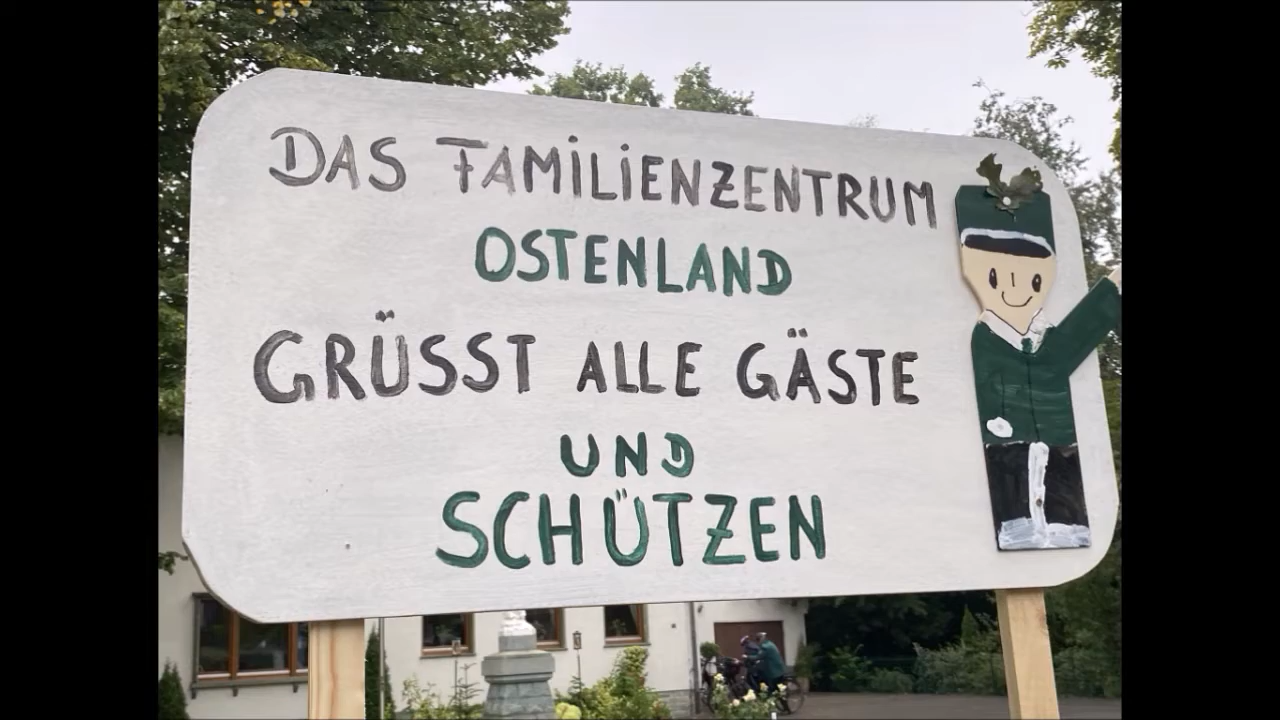 DAS FAMILIENZENTRUM
OSTENLAND
GRÜSST ALLE GÄSTE
UND
SCHÜTZEN